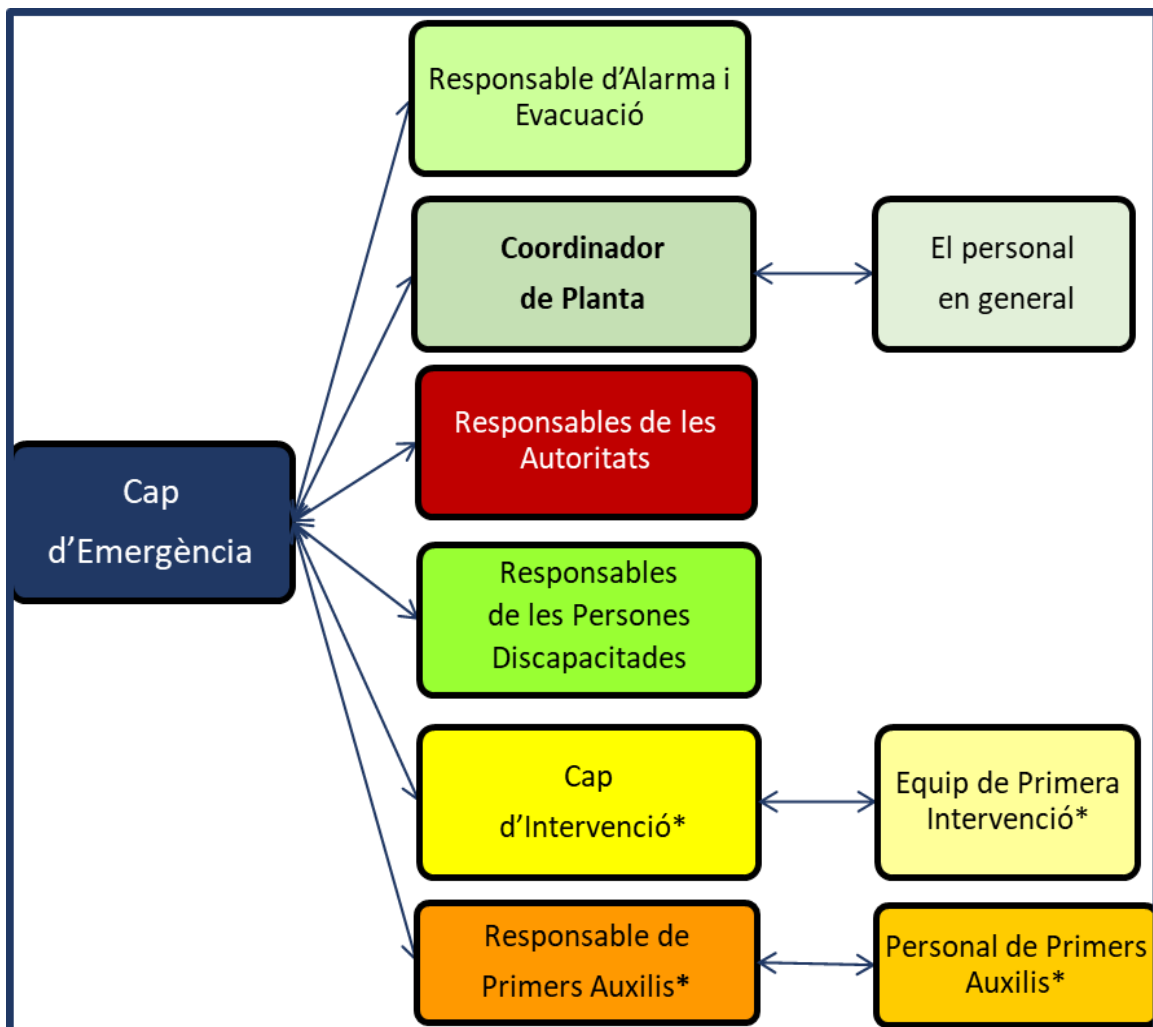 Responsable d’Alarma i
Evacuació
Coordinador
de Planta
El personal
en general
Responsables de les
Autoritats
Cap
d’Emergència
Responsables
de les Persones
Discapacitades
Cap
d’Intervenció*
Equip de Primera
Intervenció*
Responsable de
Primers Auxilis*
Personal de Primers
Auxilis*